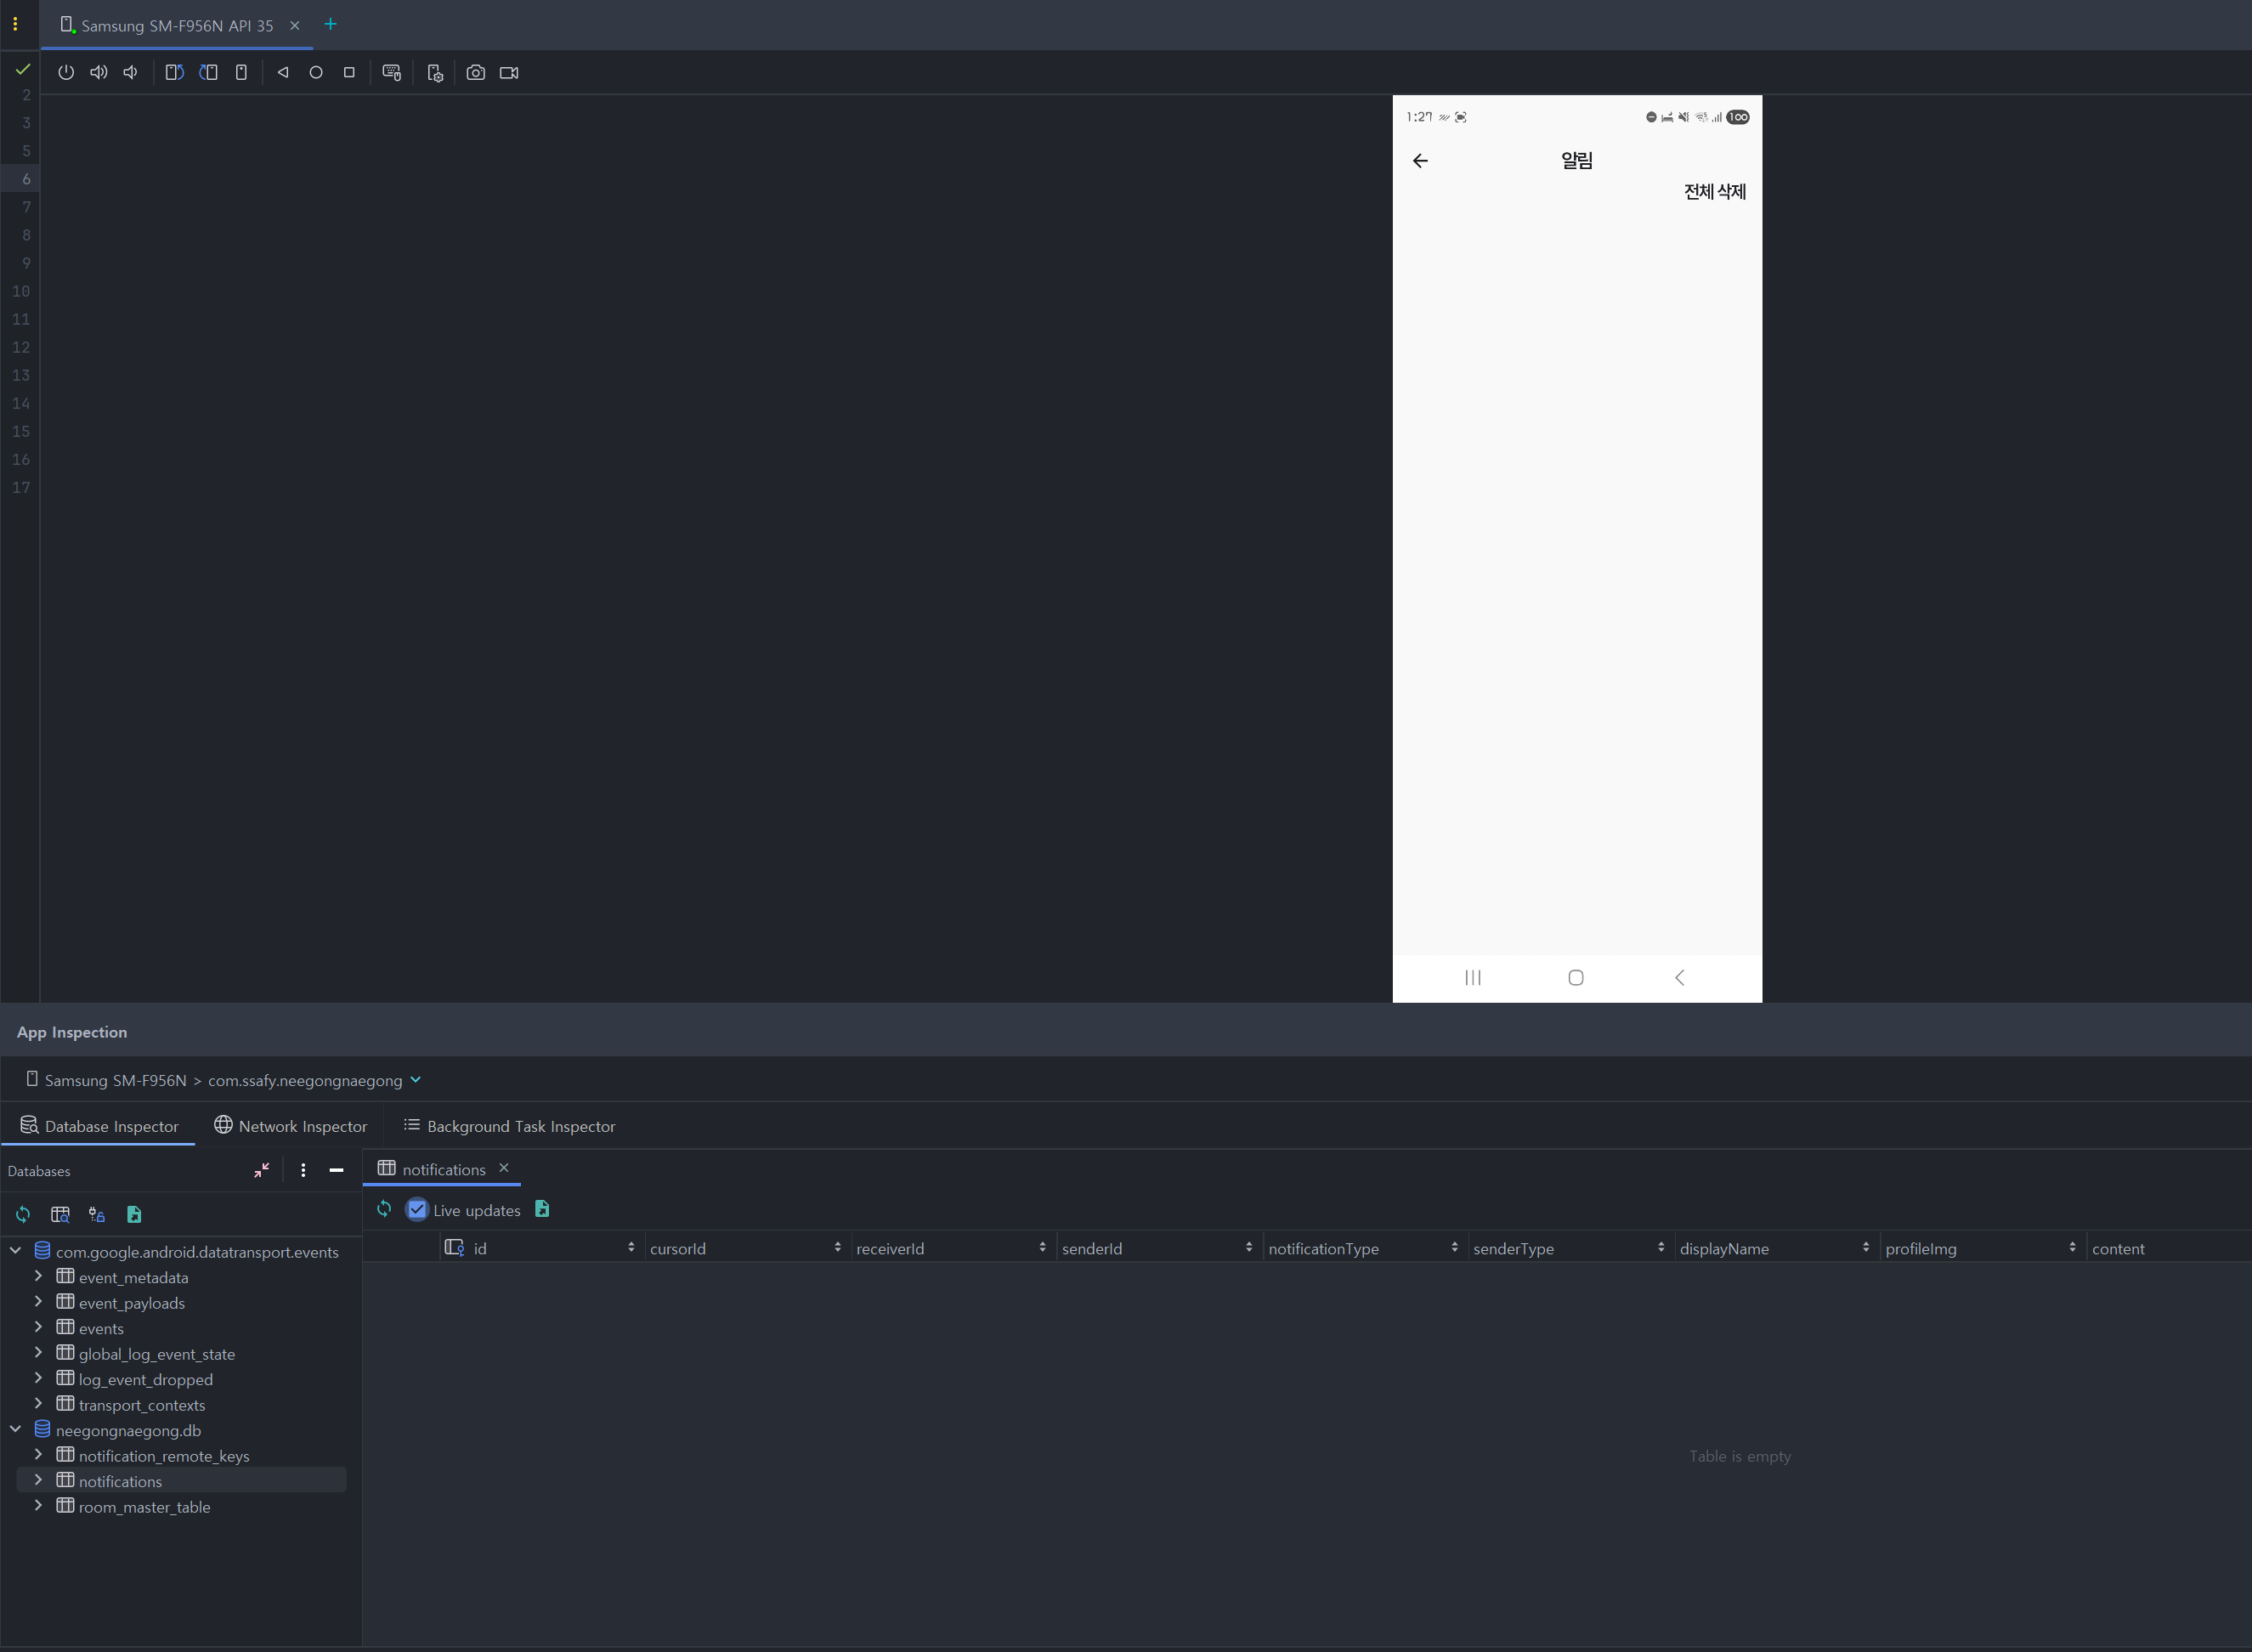 Samsung SM-F956N API 35
2
3
5
6
7
8
9
10
11
12
13
14
15
16
17
1:27
100
알림
전체 삭제
App Inspection
Samsung SM-F956N > com.ssafy.neegongnaegong
Database Inspector
Network Inspector
Background Task Inspector
Databases
com.google.android.datatransport.events
event_metadata
event_payloads
events
global_log_event_state
log_event_dropped
transport_contexts
neegongnaegong.db
notification_remote_keys
notifications
room_master_table
notifications
Live updates
id cursorId receiverId senderId notificationType senderType displayName profileImg content
Table is empty